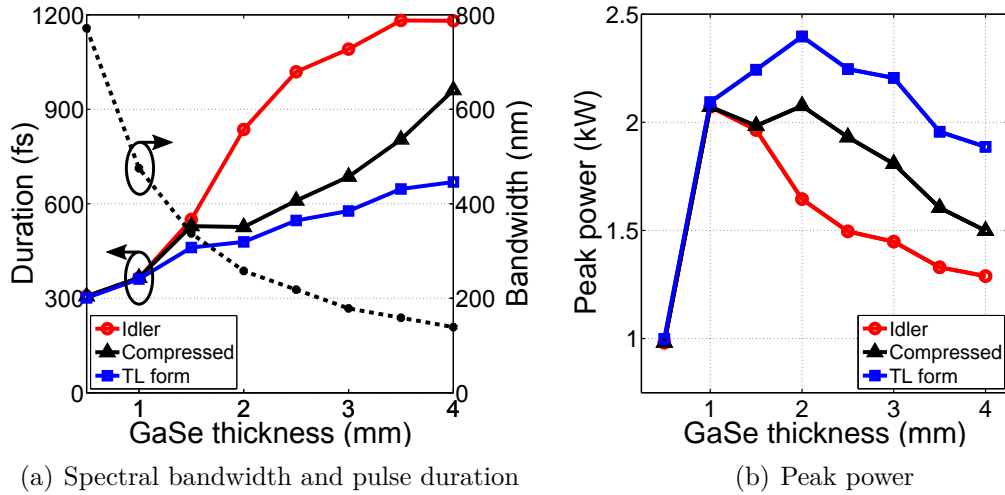 1200
900
600
300
0
Duration (fs)
800
600
400
200
0
Bandwidth (nm)
1
2
3
4
GaSe thickness (mm)
Idler
Compressed
TL form
(a) Spectral bandwidth and pulse duration
2.5
2
1.5
1
Peak power (kW)
1
2
3
4
GaSe thickness (mm)
Idler
Compressed
TL form
(b) Peak power